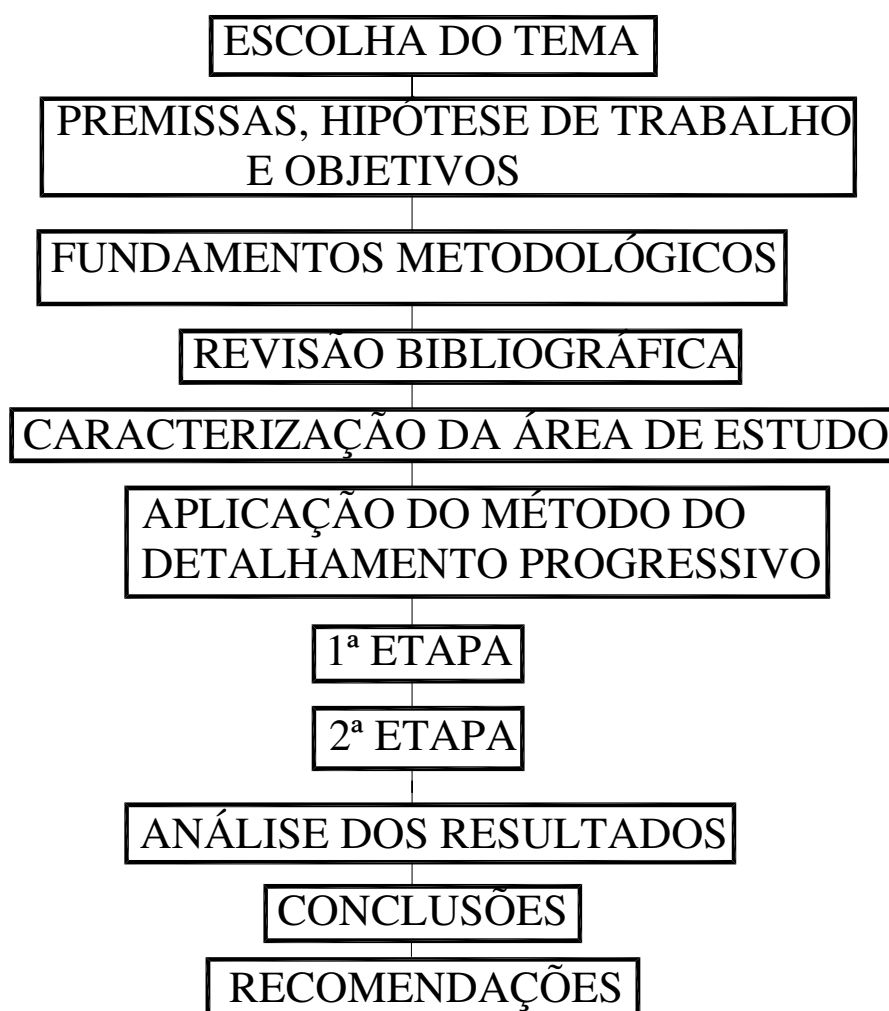 ESCOLHA DO TEMA
PREMISSAS, HIPÓTESE DE TRABALHO
E OBJETIVOS
FUNDAMENTOS METODOLÓGICOS
REVISÃO BIBLIOGRÁFICA
CARACTERIZAÇÃO DA ÁREA DE ESTUDO
APLICAÇÃO DO MÉTODO DO
DETALHAMENTO PROGRESSIVO
1ª ETAPA
2ª ETAPA
ANÁLISE DOS RESULTADOS
CONCLUSÕES
RECOMENDAÇÕES